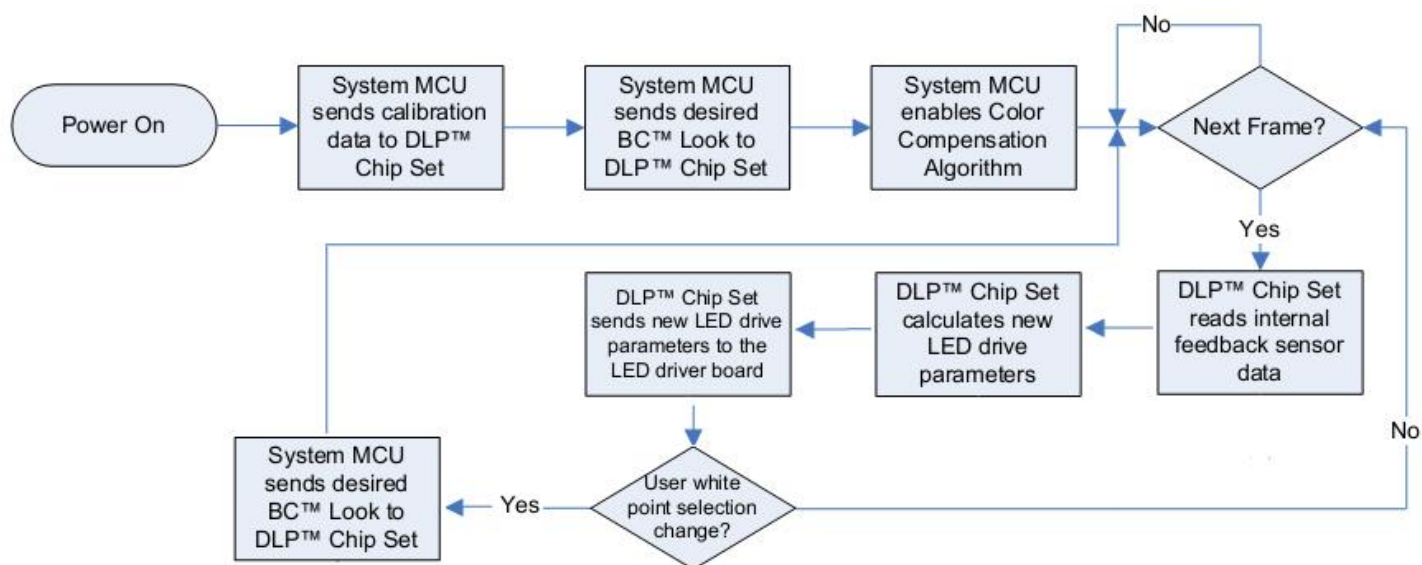 No
Power On
System MCU
sends calibration
data to DLP™
Chip Set
System MCU
sends desired
BC™ Look to
DLP™ Chip Set
System MCU
enables Color
Compensation
Algorithm
Next Frame?
Yes
DLP™ Chip Set
sends new LED drive
parameters to the
LED driver board
DLP™ Chip Set
calculates new
LED drive
parameters
DLP™ Chip Set
reads internal
feedback sensor
data
No
System MCU
sends desired
BC™ Look to
DLP™ Chip Set
Yes
User white
point selection
change?